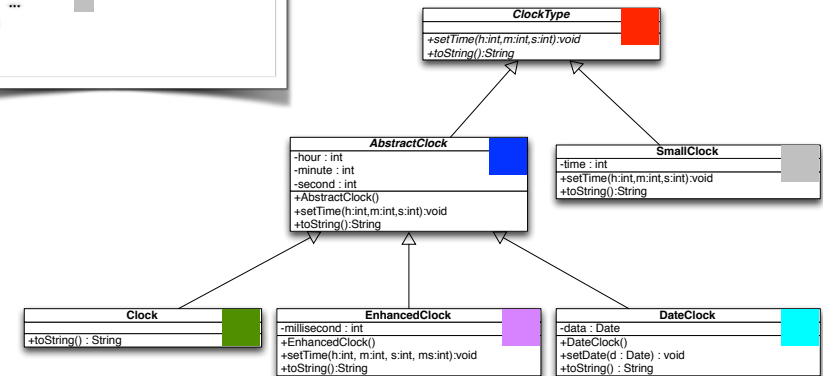 ...
ClockType
+setTime(h:int,m:int,s:int):void
+toString():String
AbstractClock
-hour : int
-minute : int
-second : int
+AbstractClock()
+setTime(h:int,m:int,s:int):void
+toString():String
SmallClock
-time : int
+setTime(h:int,m:int,s:int):void
+toString():String
Clock
+toString() : String
EnhancedClock
-millisecond : int
+EnhancedClock()
+setTime(h:int, m:int, s:int, ms:int):void
+toString():String
DateClock
-data : Date
+DateClock()
+setDate(d : Date) : void
+toString() : String